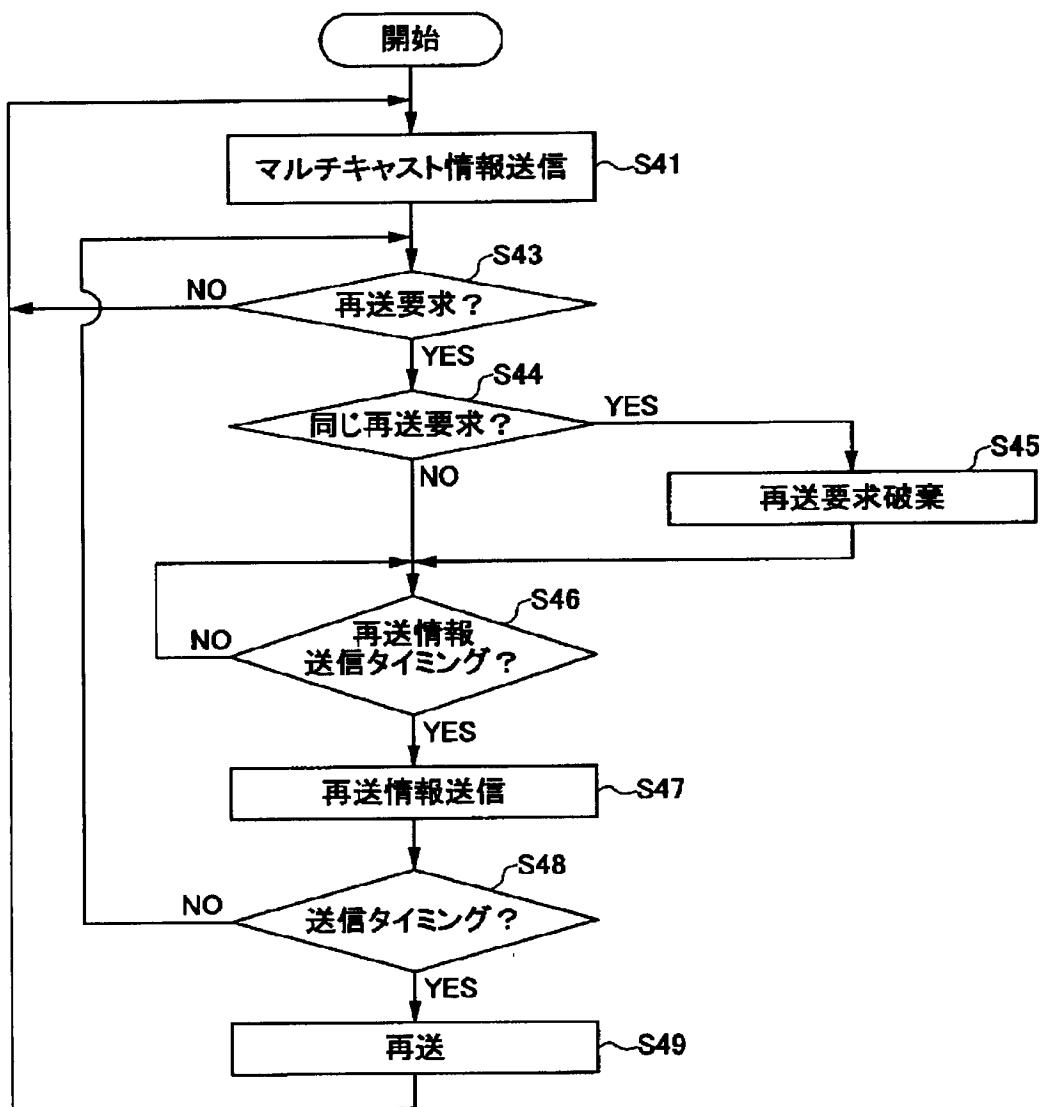 開始
マルチキャスト情報送信
S41
S43
NO
再送要求?
YES
S44
同じ再送要求?
YES
NO
S45
再送要求破棄
S46
NO
再送情報
送信タイミング?
YES
再送情報送信
S47
S48
NO
送信タイミング?
YES
再送
S49